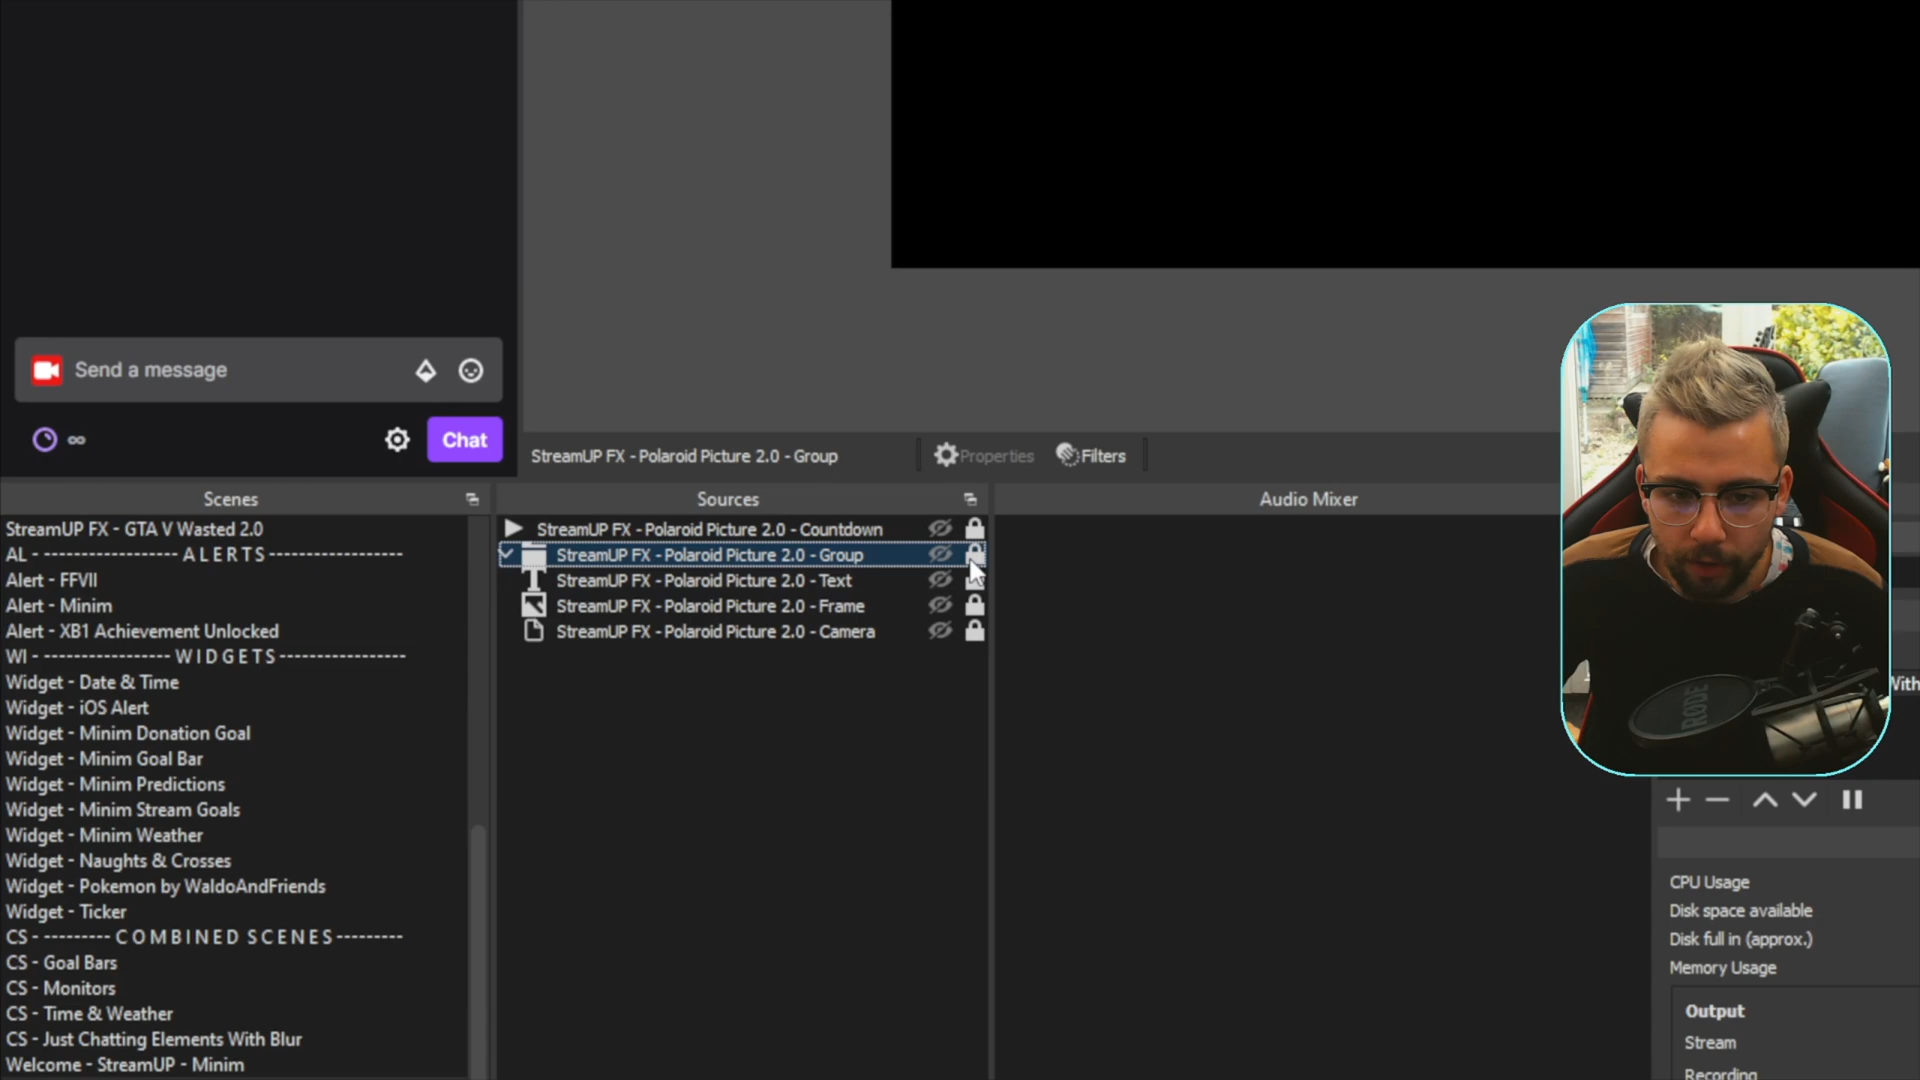 Send a message
Chat
StreamUP FX - Polaroid Picture 2.0 - Group
Properties
Filters
Scenes
StreamUP FX - GTA V Wasted 2.0
AL - ------------------ A L E R T S -----------------
Alert - FFVII
Alert - Minim
Alert - XB1 Achievement Unlocked
WI - ----------------- W I D G E T S -----------------
Widget - Date & Time
Widget - iOS Alert
Widget - Minim Donation Goal
Widget - Minim Goal Bar
Widget - Minim Predictions
Widget - Minim Stream Goals
Widget - Minim Weather
Widget - Naughts & Crosses
Widget - Pokemon by WaldoAndFriends
Widget - Ticker
CS - --------- C O M B I N E D  S C E N E S ---------
CS - Goal Bars
CS - Monitors
CS - Time & Weather
CS - Just Chatting Elements With Blur
Welcome - StreamUP - Minim
Sources
StreamUP FX - Polaroid Picture 2.0 - Countdown
StreamUP FX - Polaroid Picture 2.0 - Group
StreamUP FX - Polaroid Picture 2.0 - Text
StreamUP FX - Polaroid Picture 2.0 - Frame
StreamUP FX - Polaroid Picture 2.0 - Camera
Audio Mixer
RØDE
With
CPU Usage
Disk space available
Disk full in (approx.)
Memory Usage
Output
Stream
Recording